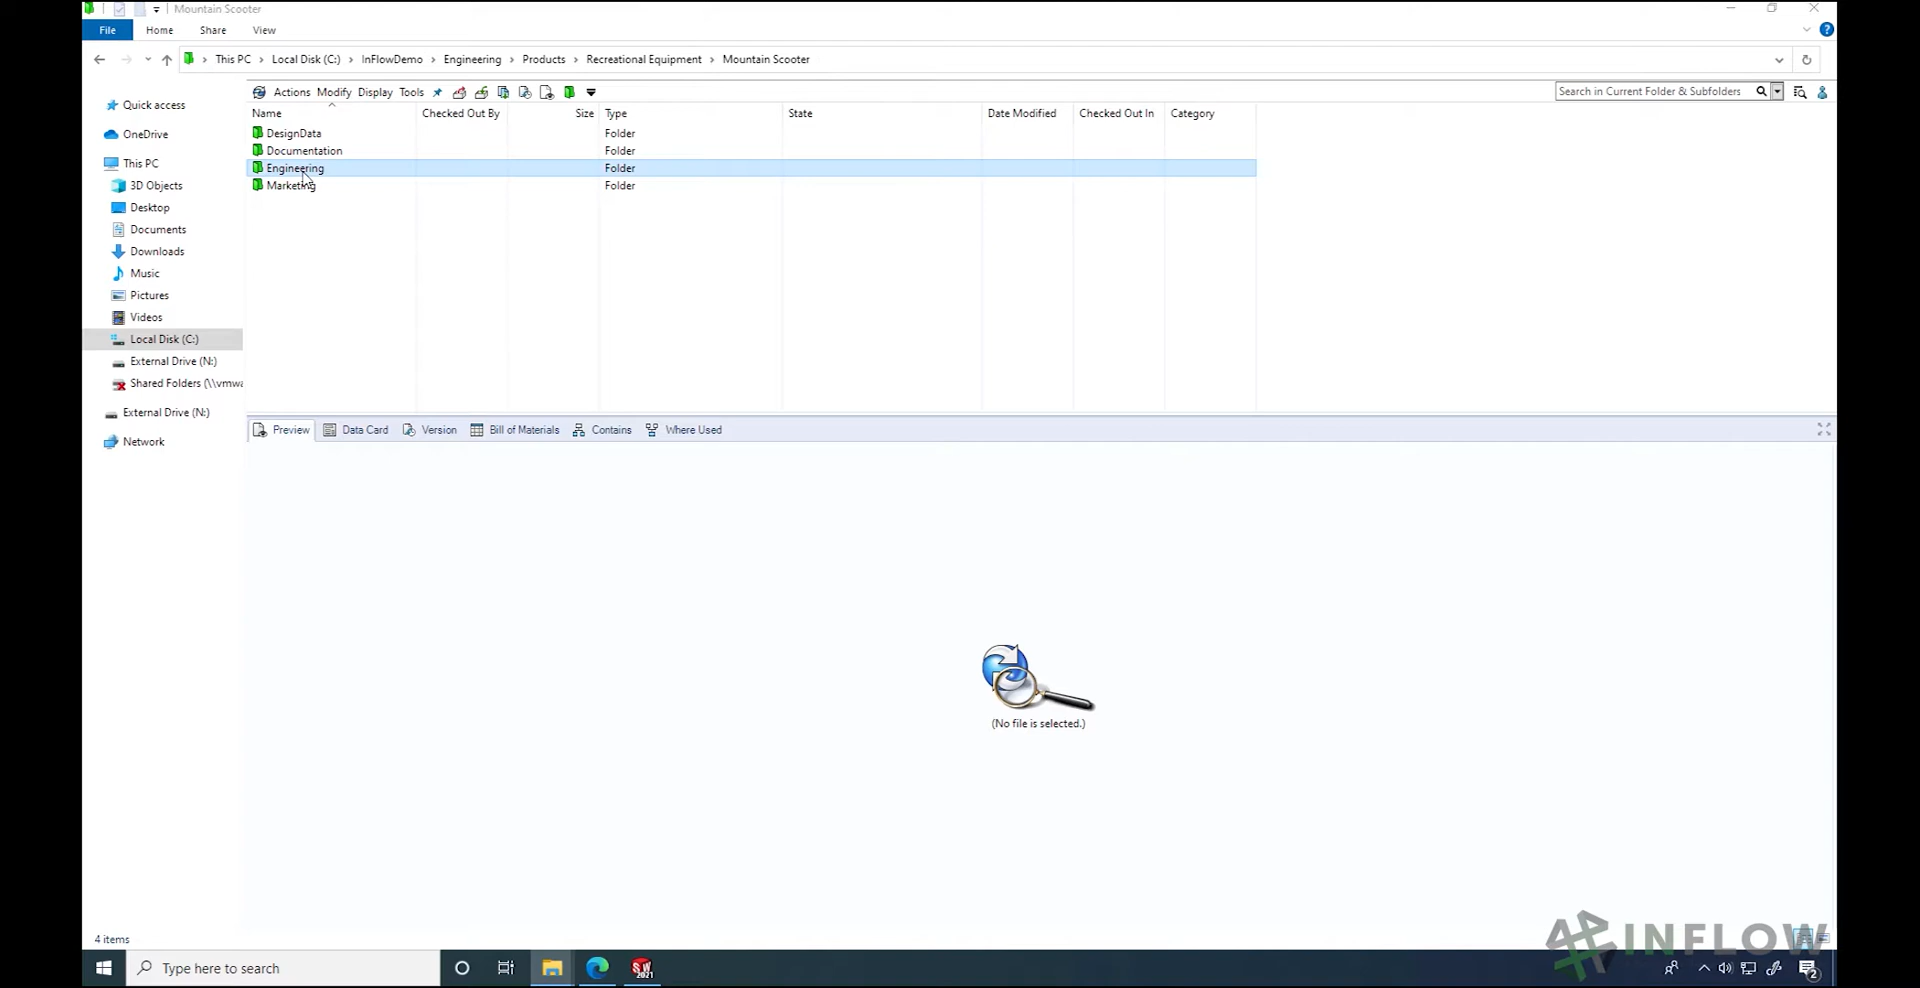 Mountain Scooter
File Home Share View
This PC Local Disk (C:) InFlowDemo Engineering Products Recreational Equipment Mountain Scooter
Actions Modify Display Tools
Search in Current Folder & Subfolders
Name Checked Out By Size Type State Date Modified Checked Out In Category
DesignData Folder
Documentation Folder
Engineering Folder
Marketing Folder
Quick access
OneDrive
This PC
3D Objects
Desktop
Documents
Downloads
Music
Pictures
Videos
Local Disk (C:)
External Drive (N:)
Shared Folders (\\vmwa
External Drive (N:)
Network
Preview Data Card Version Bill of Materials Contains Where Used
(No file is selected.)
4 items
INFLOW
Type here to search
SW
2021
2